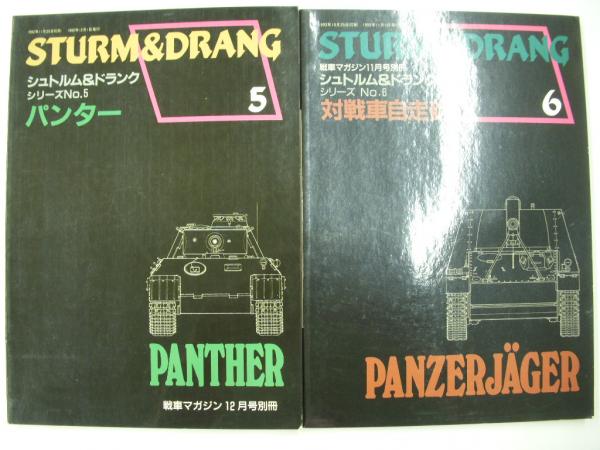 STURM&DRANG
シュトルム&ドランク
シリーズNo.5
パンター
5
PANTHER
戦車マガジン12月号別冊
STURM&DRANG
戦車マガジン11月号別冊
シュトルム&ドランク
シリーズ No.6
対戦車自走
6
PANZERJÄGER